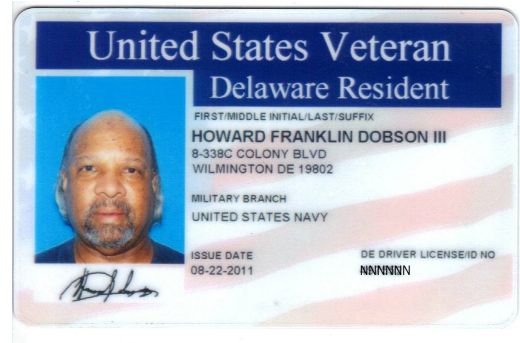 United States Veteran
Delaware Resident
FIRST/MIDDLE INITIAL/LAST/SUFFIX
HOWARD FRANKLIN DOBSON III
8-338C COLONY BLVD
WILMINGTON DE 19802
MILITARY BRANCH
UNITED STATES NAVY
ISSUE DATE
DE DRIVER LICENSE/ID NO
08-22-2011